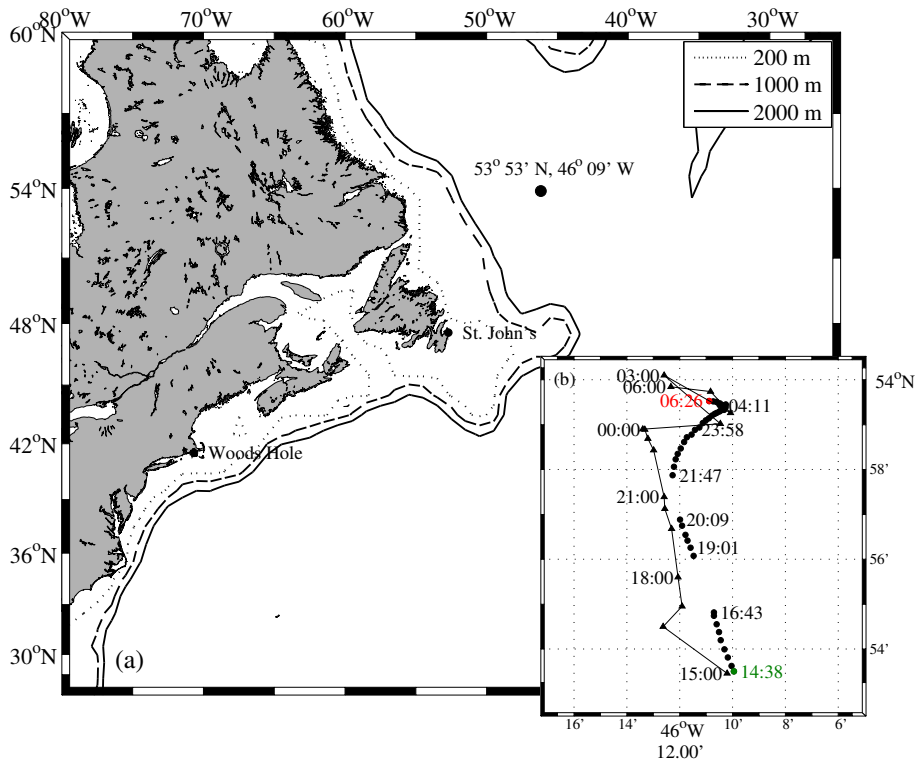 80°W 70°W 60°W 50°W 40°W 30°W
60°N
54°N
48°N
42°N
36°N
30°N
200 m
1000 m
2000 m
53° 53' N, 46° 09' W
St. John's
Woods Hole
(a)
(b)
03:00
06:00
06:26
04:11
00:00
23:58
21:47
21:00
20:09
19:01
18:00
16:43
15:00
14:38
54°N
58'
56'
54'
16' 14' 46°W 10' 8' 6'
12.00'